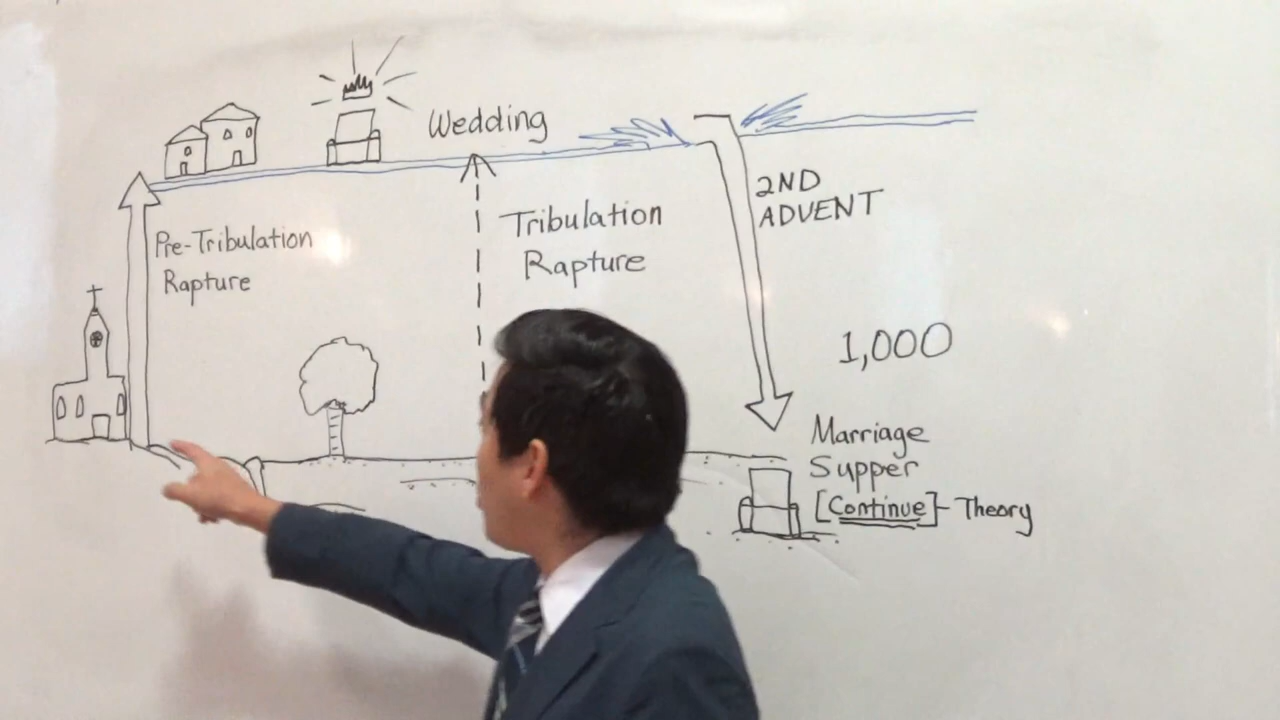 Wedding
Pre-Tribulation
Rapture
Tribulation
Rapture
2ND
ADVENT
1,000
Marriage
Supper
[Continue]- Theory